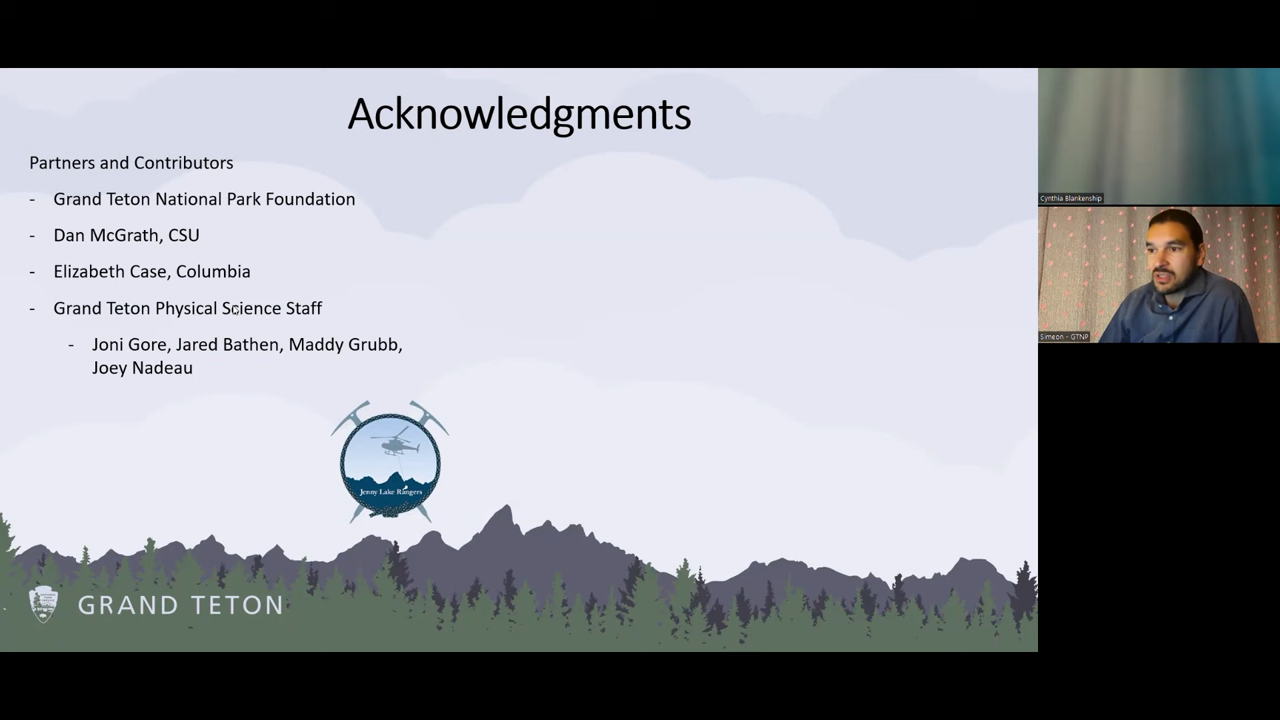 Acknowledgments
Partners and Contributors
- Grand Teton National Park Foundation
- Dan McGrath, CSU
- Elizabeth Case, Columbia
- Grand Teton Physical Science Staff
- Joni Gore, Jared Bathen, Maddy Grubb,
Joey Nadeau
Jenny Lake Rangers
GRAND TETON
Cynthia Blankenship
Simeon - GTNP